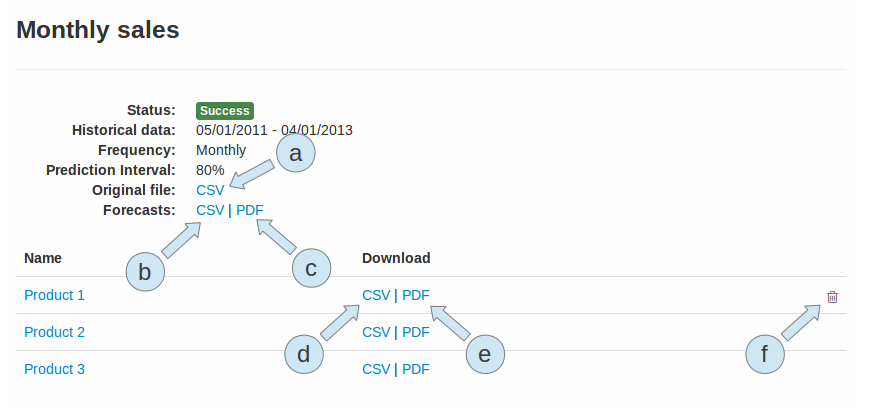 Monthly sales
Status: Success
Historical data: 05/01/2011 - 04/01/2013
Frequency: Monthly
a
Prediction Interval: 80%
Original file: CSV
Forecasts: CSV | PDF
Name Download
b c
Product 1 CSV | PDF
Product 2 CSV | PDF
d e f
Product 3 CSV | PDF